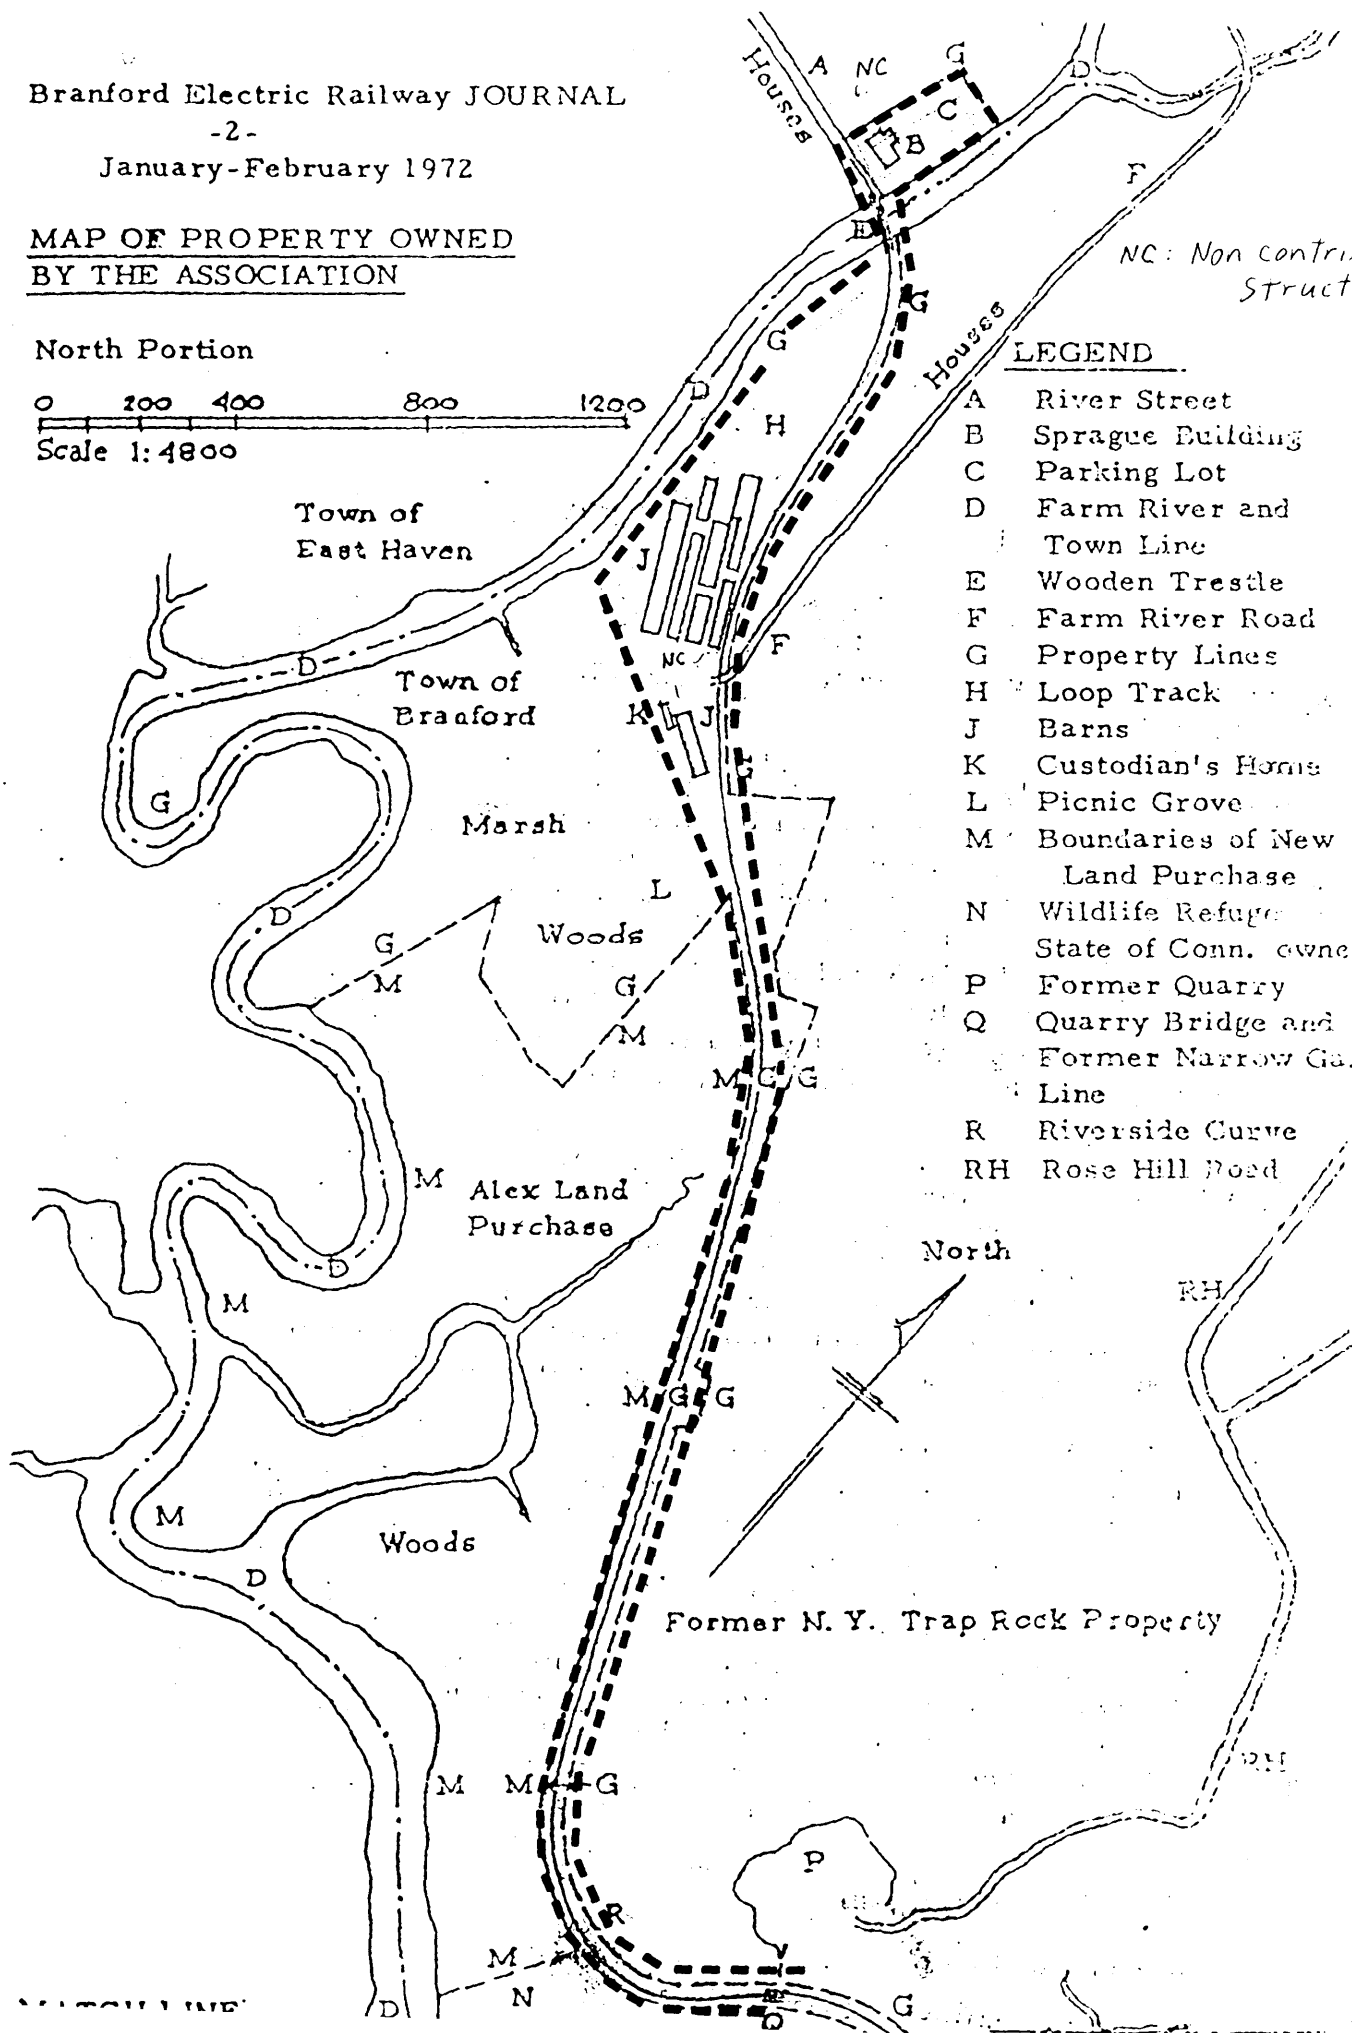 Branford Electric Railway JOURNAL
-2-
January-February 1972
MAP OF PROPERTY OWNED
BY THE ASSOCIATION
North Portion
0 200 400 800 1200
Scale 1:4800
Houses
A
NC
G
C
B
D
E
F
NC: Non
G
G
Houses
D
H
LEGEND
A River Street
B Sprague Building
C Parking Lot
D Farm River and
Town Line
E Wooden Trestle
F Farm River Road
G Property Lines
H Loop Track
J Barns
K Custodian's Home
L Picnic Grove
M Boundaries of New
Land Purchase
N Wildlife Refuge
State of Conn.
P Former Quarry
Q Quarry Bridge and
Former Narrow
Line
R Riverside Curve
RH Rose Hill Road
Town of
East Haven
J
NC
F
D
Town of
Branford
K
J
G
Marsh
L
D
G
M
Woods
G
M
M G G
M
Alex Land
Purchase
D
M
North
RH
M G G
M
Woods
D
Former N.Y. Trap Rock Property
RH
M M G
P
R
M
N
D
G
Q
MATCH LINE